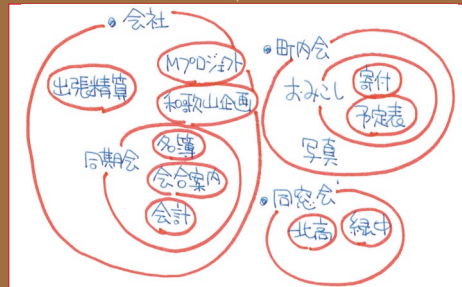 ・会社
Mプロジェクト
出張精算
和歌山企画
同期会
名簿
会合案内
会計
・町内会
おみこし
寄付
予定表
写真
・同窓会
北高
緑中